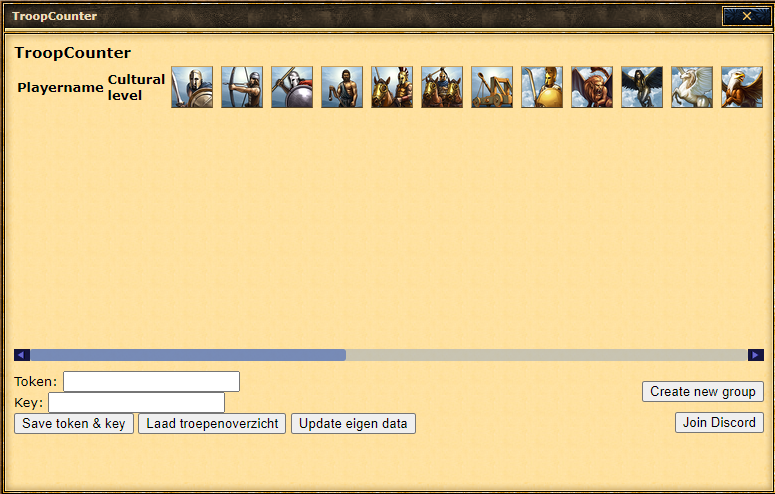 TroopCounter
TroopCounter
Playername Cultural level
Token:
Create new group
Key:
Save token & key Laad troepenoverzicht Update eigen data Join Discord